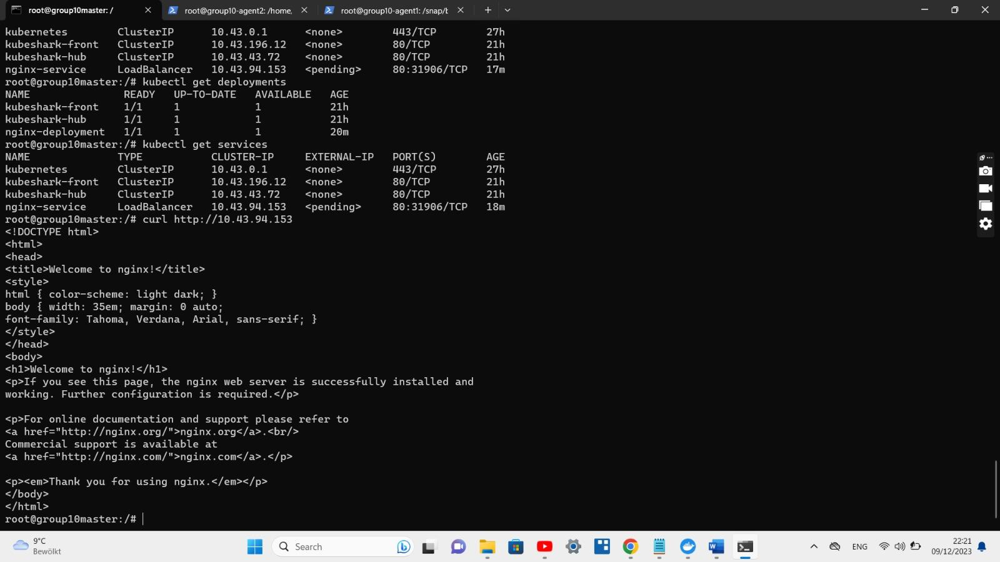 root@group10master: /
root@group10-agent2: /home,
root@group10-agent1: /snap/b
kubernetes ClusterIP 10.43.0.1 <none> 443/TCP 27h
kubeshark-front ClusterIP 10.43.196.12 <none> 80/TCP 21h
kubeshark-hub ClusterIP 10.43.43.72 <none> 80/TCP 21h
nginx-service LoadBalancer 10.43.94.153 <pending> 80:31906/TCP 17m
root@group10master:/# kubectl get deployments
NAME READY UP-TO-DATE AVAILABLE AGE
kubeshark-front 1/1 1 1 21h
kubeshark-hub 1/1 1 1 21h
nginx-deployment 1/1 1 1 20m
root@group10master:/# kubectl get services
NAME TYPE CLUSTER-IP EXTERNAL-IP PORT(S) AGE
kubernetes ClusterIP 10.43.0.1 <none> 443/TCP 27h
kubeshark-front ClusterIP 10.43.196.12 <none> 80/TCP 21h
kubeshark-hub ClusterIP 10.43.43.72 <none> 80/TCP 21h
nginx-service LoadBalancer 10.43.94.153 <pending> 80:31906/TCP 18m
root@group10master:/# curl http://10.43.94.153
<!DOCTYPE html>
<html>
<head>
<title>Welcome to nginx!</title>
<style>
html { color-scheme: light dark; }
body { width: 35em; margin: 0 auto;
font-family: Tahoma, Verdana, Arial, sans-serif; }
</style>
</head>
<body>
<h1>Welcome to nginx!</h1>
<p>If you see this page, the nginx web server is successfully installed and
working. Further configuration is required.</p>
<p>For online documentation and support please refer to
<a href="http://nginx.org/">nginx.org</a>.<br/>
Commercial support is available at
<a href="http://nginx.com/">nginx.com</a>.</p>
<p><em>Thank you for using nginx.</em></p>
</body>
</html>
root@group10master:/#
9°C
Bewölkt
Search
ENG
22:21
09/12/2023